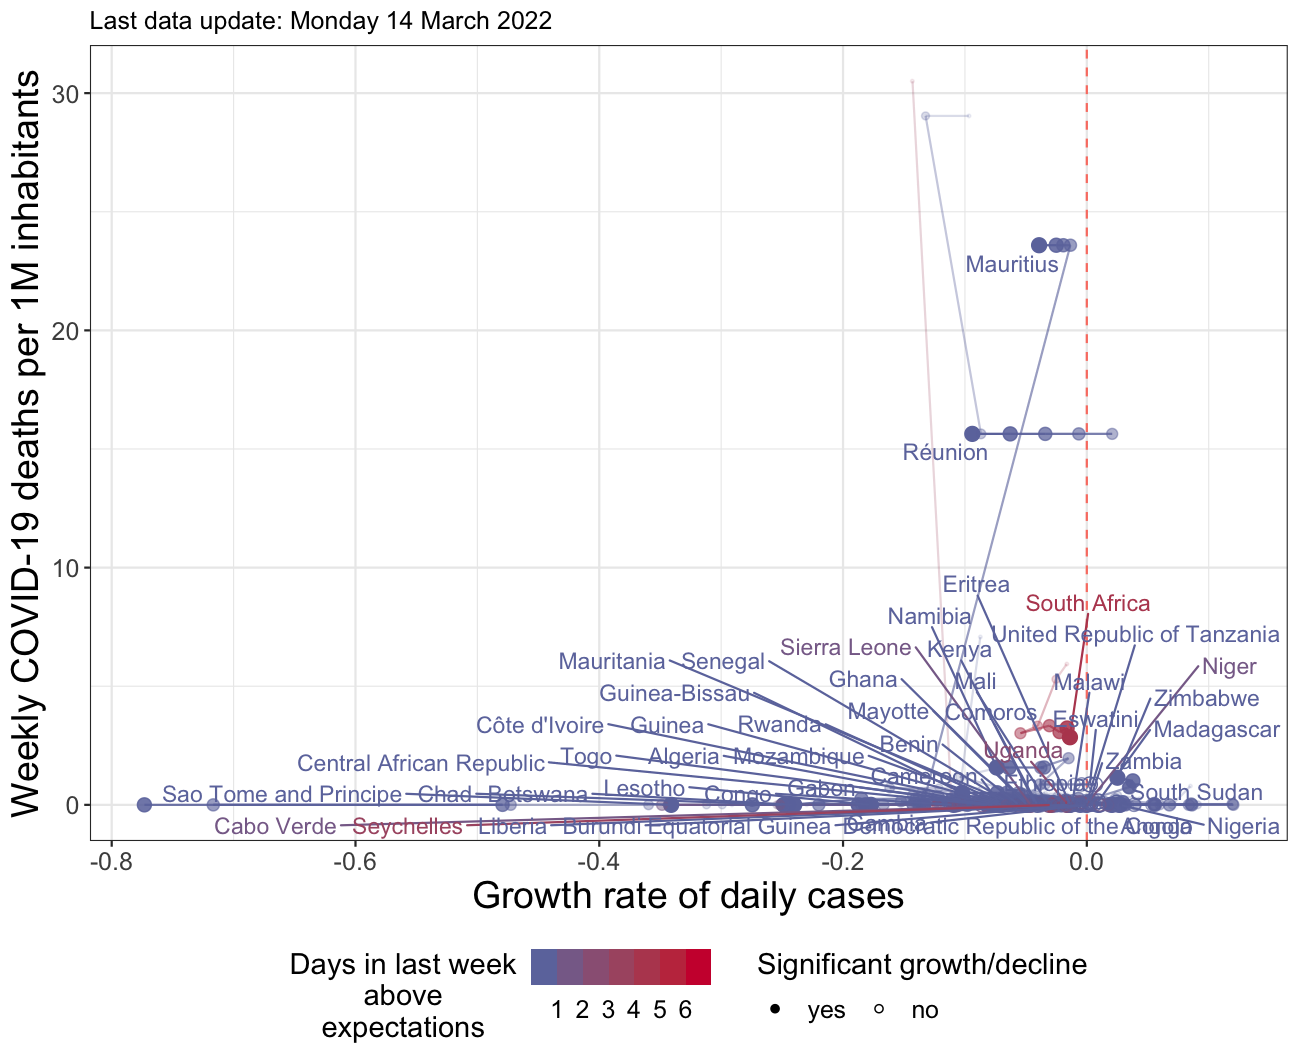 Last data update: Monday 14 March 2022
Weekly COVID-19 deaths per 1M inhabitants
30
20
10
0
Mauritius
Réunion
Eritrea
South Africa
Namibia
United Republic of Tanzania
Sierra Leone
Kenya
Mauritania
Senegal
Niger
Ghana
Mali
Malawi
Guinea-Bissau
Zimbabwe
Mayotte
Comoros
Eswatini
Côte d'Ivoire
Guinea
Rwanda
Madagascar
Benin
Uganda
Togo
Algeria
Mozambique
Zambia
Central African Republic
Cameroon
Ethiopia
Sao Tome and Principe
Chad
Botswana
Lesotho
Congo
Gabon
South Sudan
Cabo Verde
Seychelles
Liberia
Burundi
Equatorial Guinea
Gambia
Democratic Republic of the Congo
Angola
Nigeria
-0.8
-0.6
-0.4
-0.2
0.0
Growth rate of daily cases
Days in last week
above
expectations
1 2 3 4 5 6
Significant growth/decline
yes
no